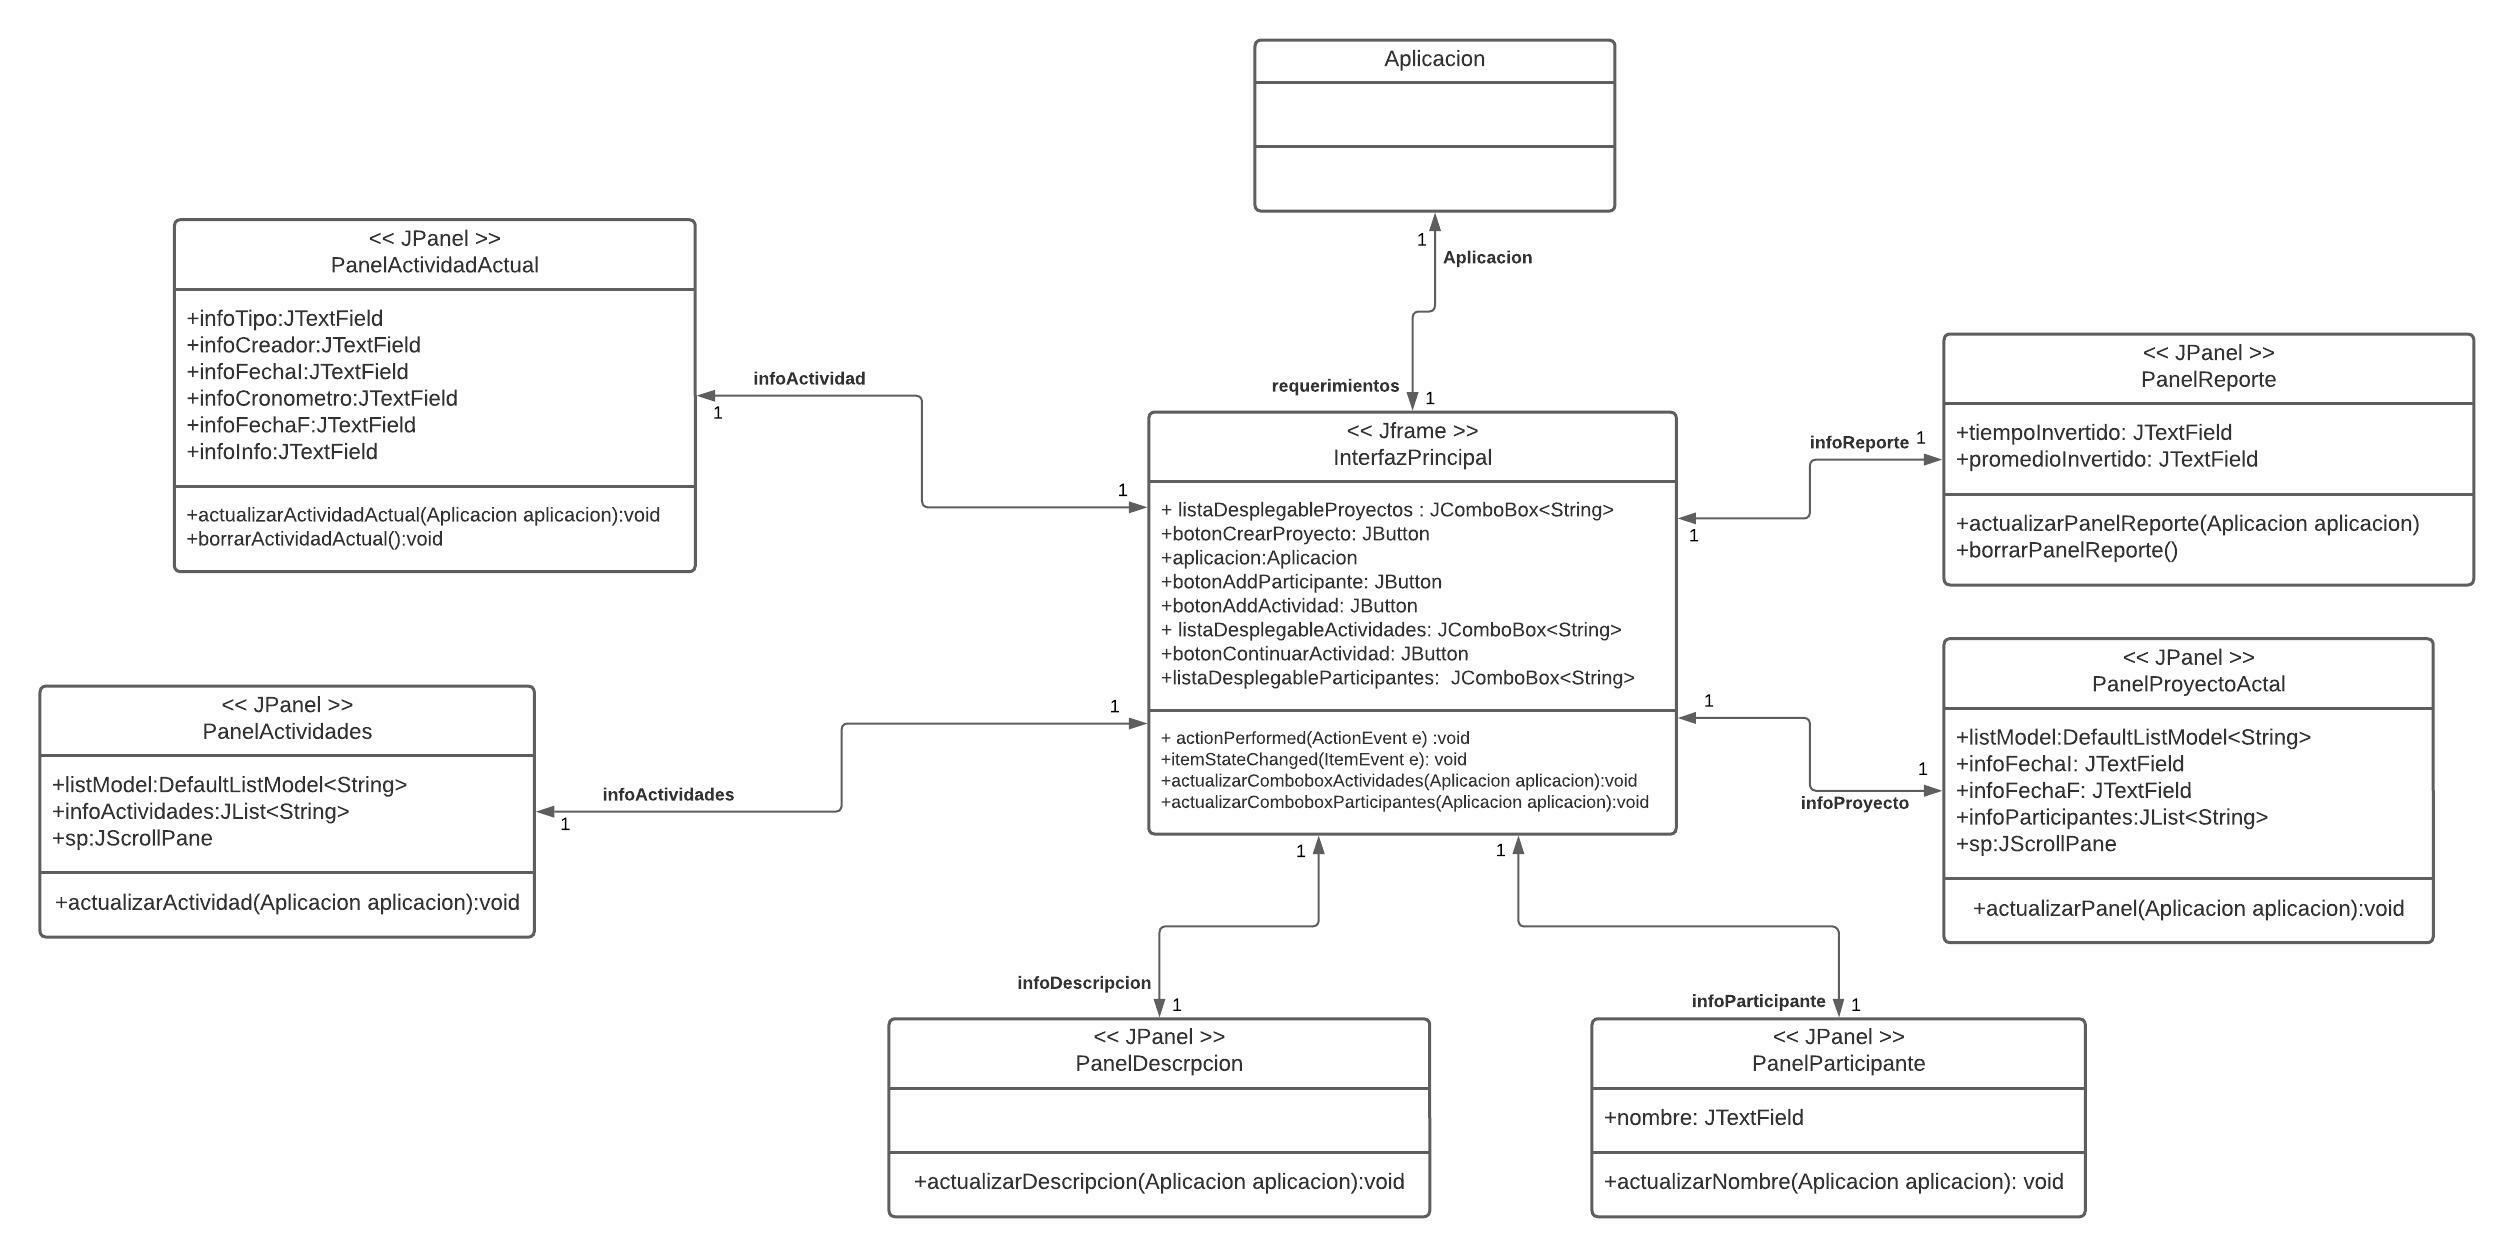 Aplicacion
1
Aplicacion
requerimientos
1
<< JPanel >>
PanelActividadActual
+infoTipo:JTextField
+infoCreador:JTextField
+infoFechaI:JTextField
+infoCronometro:JTextField
+infoFechaF:JTextField
+infoInfo:JTextField
+actualizarActividadActual(Aplicacion aplicacion):void
+borrarActividadActual():void
infoActividad
1
1
<< Jframe >>
InterfazPrincipal
+ listaDesplegableProyectos : JComboBox<String>
+botonCrearProyecto: JButton
+aplicacion:Aplicacion
+botonAddParticipante: JButton
+botonAddActividad: JButton
+ listaDesplegableActividades: JComboBox<String>
+botonContinuarActividad: JButton
+listaDesplegableParticipantes:  JComboBox<String>
+ actionPerformed(ActionEvent e) :void
+itemStateChanged(ItemEvent e): void
+actualizarComboboxActividades(Aplicacion aplicacion):void
+actualizarComboboxParticipantes(Aplicacion aplicacion):void
infoReporte
1
1
<< JPanel >>
PanelReporte
+tiempoInvertido: JTextField
+promedioInvertido: JTextField
+actualizarPanelReporte(Aplicacion aplicacion)
+borrarPanelReporte()
<< JPanel >>
PanelActividades
+listModel:DefaultListModel<String>
+infoActividades:JList<String>
+sp:JScrollPane
+actualizarActividad(Aplicacion aplicacion):void
infoActividades
1
1
1
1
infoProyecto
<< JPanel >>
PanelProyectoActal
+listModel:DefaultListModel<String>
+infoFechaI: JTextField
+infoFechaF: JTextField
+infoParticipantes:JList<String>
+sp:JScrollPane
+actualizarPanel(Aplicacion aplicacion):void
1
1
infoDescripcion
1
infoParticipante
1
<< JPanel >>
PanelDescrpcion
+actualizarDescripcion(Aplicacion aplicacion):void
<< JPanel >>
PanelParticipante
+nombre: JTextField
+actualizarNombre(Aplicacion aplicacion): void